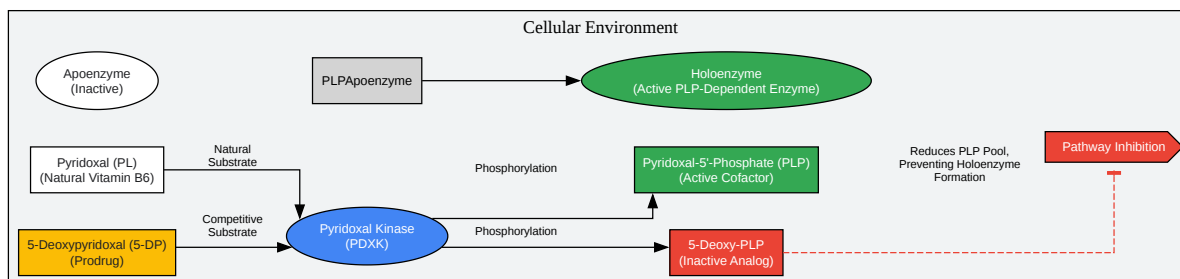 Cellular Environment
Apoenzyme
(Inactive)
PLPApoenzyme
Holoenzyme
(Active PLP-Dependent Enzyme)
Pyridoxal (PL)
(Natural Vitamin B6)
Natural
Substrate
Phosphorylation
Pyridoxal-5'-Phosphate (PLP)
(Active Cofactor)
Reduces PLP Pool,
Preventing Holoenzyme
Formation
Pathway Inhibition
5-Deoxypyridoxal (5-DP)
(Prodrug)
Competitive
Substrate
Pyridoxal Kinase
(PDXK)
Phosphorylation
5-Deoxy-PLP
(Inactive Analog)